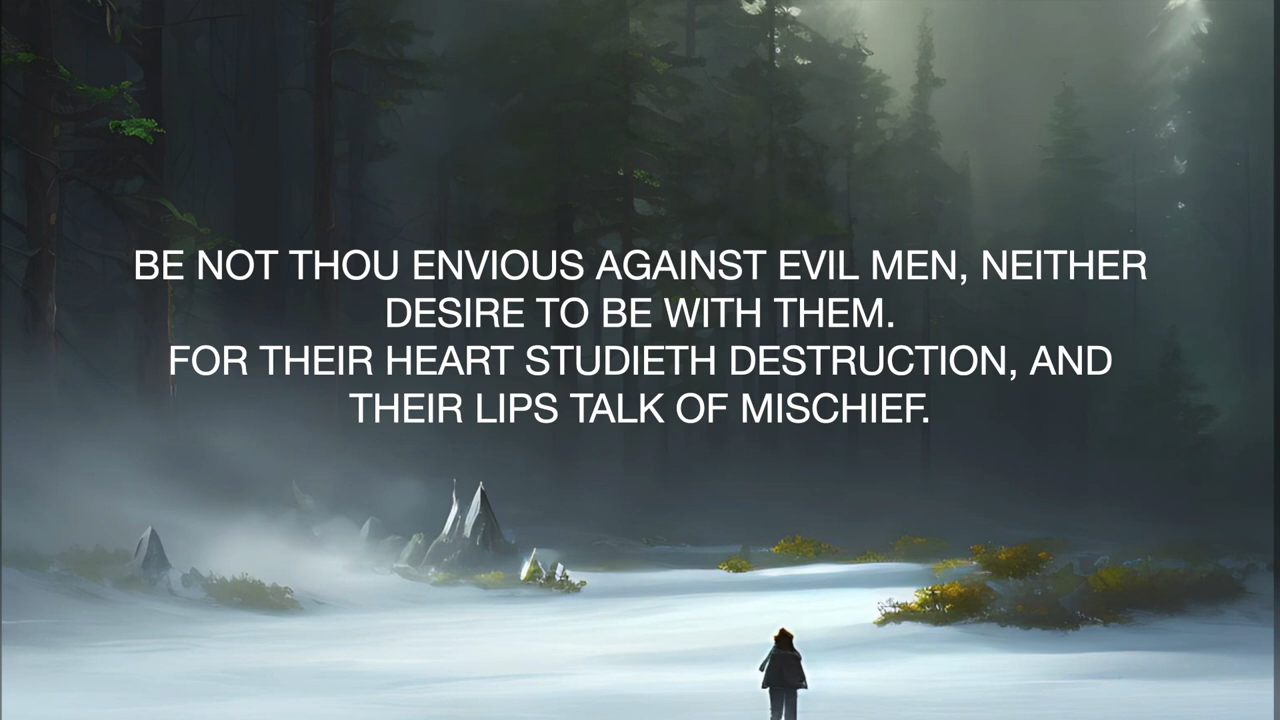 BE NOT THOU ENVIOUS AGAINST EVIL MEN, NEITHER
DESIRE TO BE WITH THEM.
FOR THEIR HEART STUDIETH DESTRUCTION, AND
THEIR LIPS TALK OF MISCHIEF.